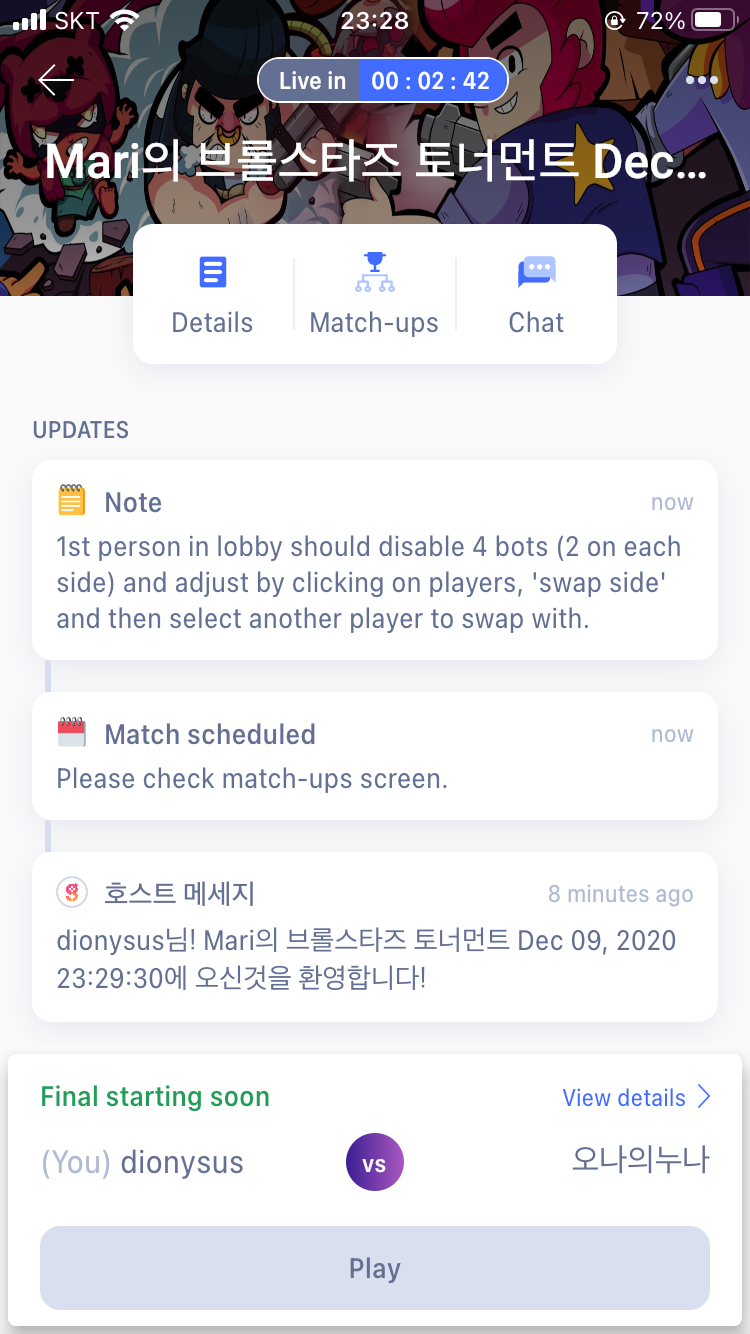 SKT 23:28 72%
Live in 00 : 02 : 42
Mari의 브롤스타즈 토너먼트 Dec...
Details Match-ups Chat
UPDATES
Note now
1st person in lobby should disable 4 bots (2 on each
side) and adjust by clicking on players, 'swap side'
and then select another player to swap with.
Match scheduled now
Please check match-ups screen.
호스트 메세지 8 minutes ago
dionysus님! Mari의 브롤스타즈 토너먼트 Dec 09, 2020
23:29:30에 오신것을 환영합니다!
Final starting soon View details
(You) dionysus vs 오나의누나
Play